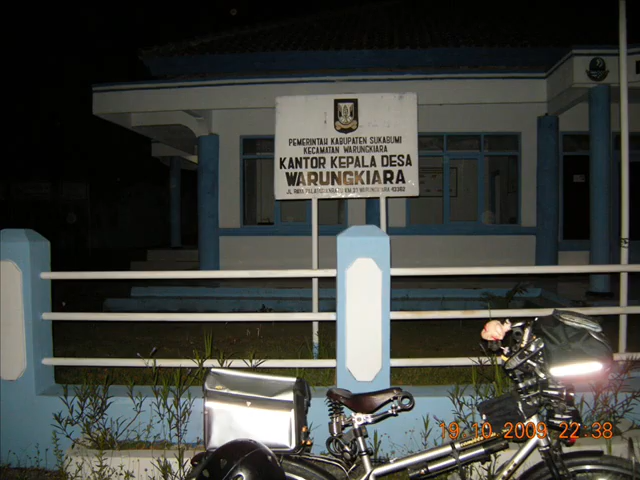 PEMERINTAH KABUPATEN SUKABUMI
KECAMATAN WARUNGKIARA
KANTOR KEPALA DESA
WARUNGKIARA
19.10.2009 22:38